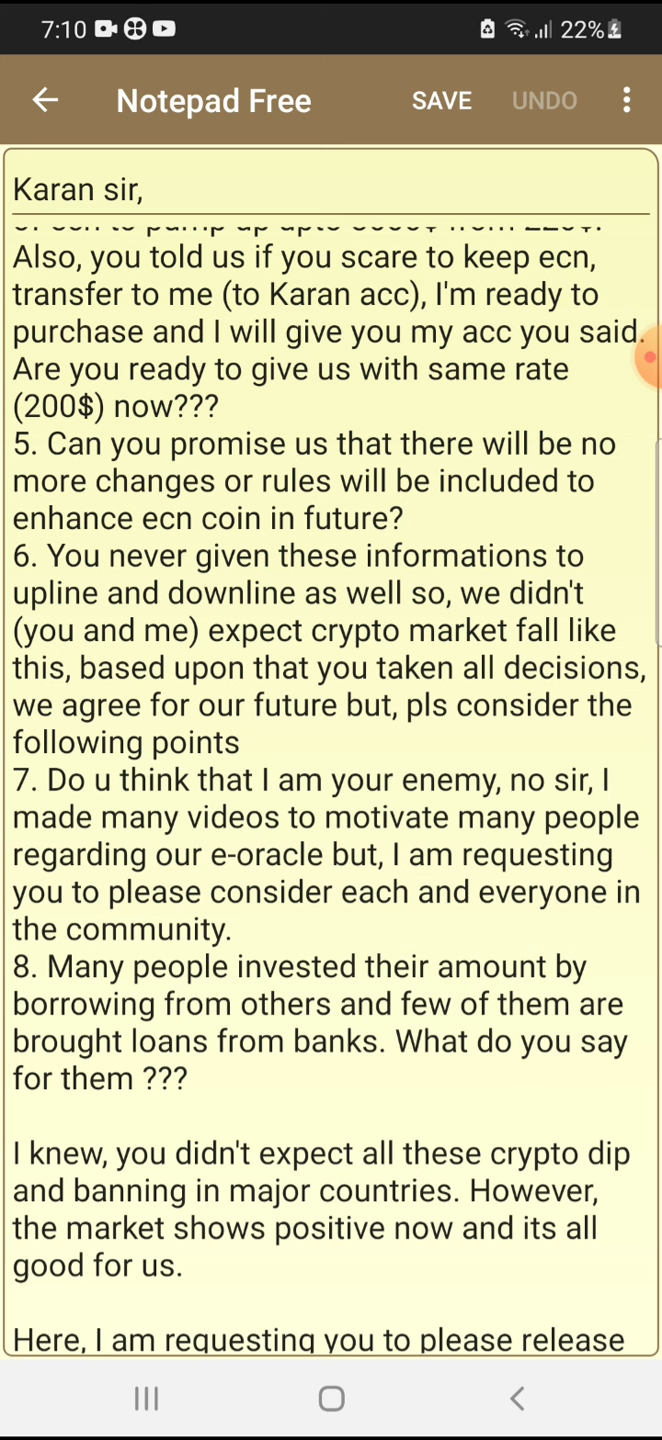 7:10
22%
Notepad Free
SAVE
UNDO
Karan sir,
Also, you told us if you scare to keep ecn,
transfer to me (to Karan acc), I'm ready to
purchase and I will give you my acc you said.
Are you ready to give us with same rate
(200$) now???
5. Can you promise us that there will be no
more changes or rules will be included to
enhance ecn coin in future?
6. You never given these informations to
upline and downline as well so, we didn't
(you and me) expect crypto market fall like
this, based upon that you taken all decisions,
we agree for our future but, pls consider the
following points
7. Do u think that I am your enemy, no sir, I
made many videos to motivate many people
regarding our e-oracle but, I am requesting
you to please consider each and everyone in
the community.
8. Many people invested their amount by
borrowing from others and few of them are
brought loans from banks. What do you say
for them ???
I knew, you didn't expect all these crypto dip
and banning in major countries. However,
the market shows positive now and its all
good for us.
Here, I am requesting you to please release